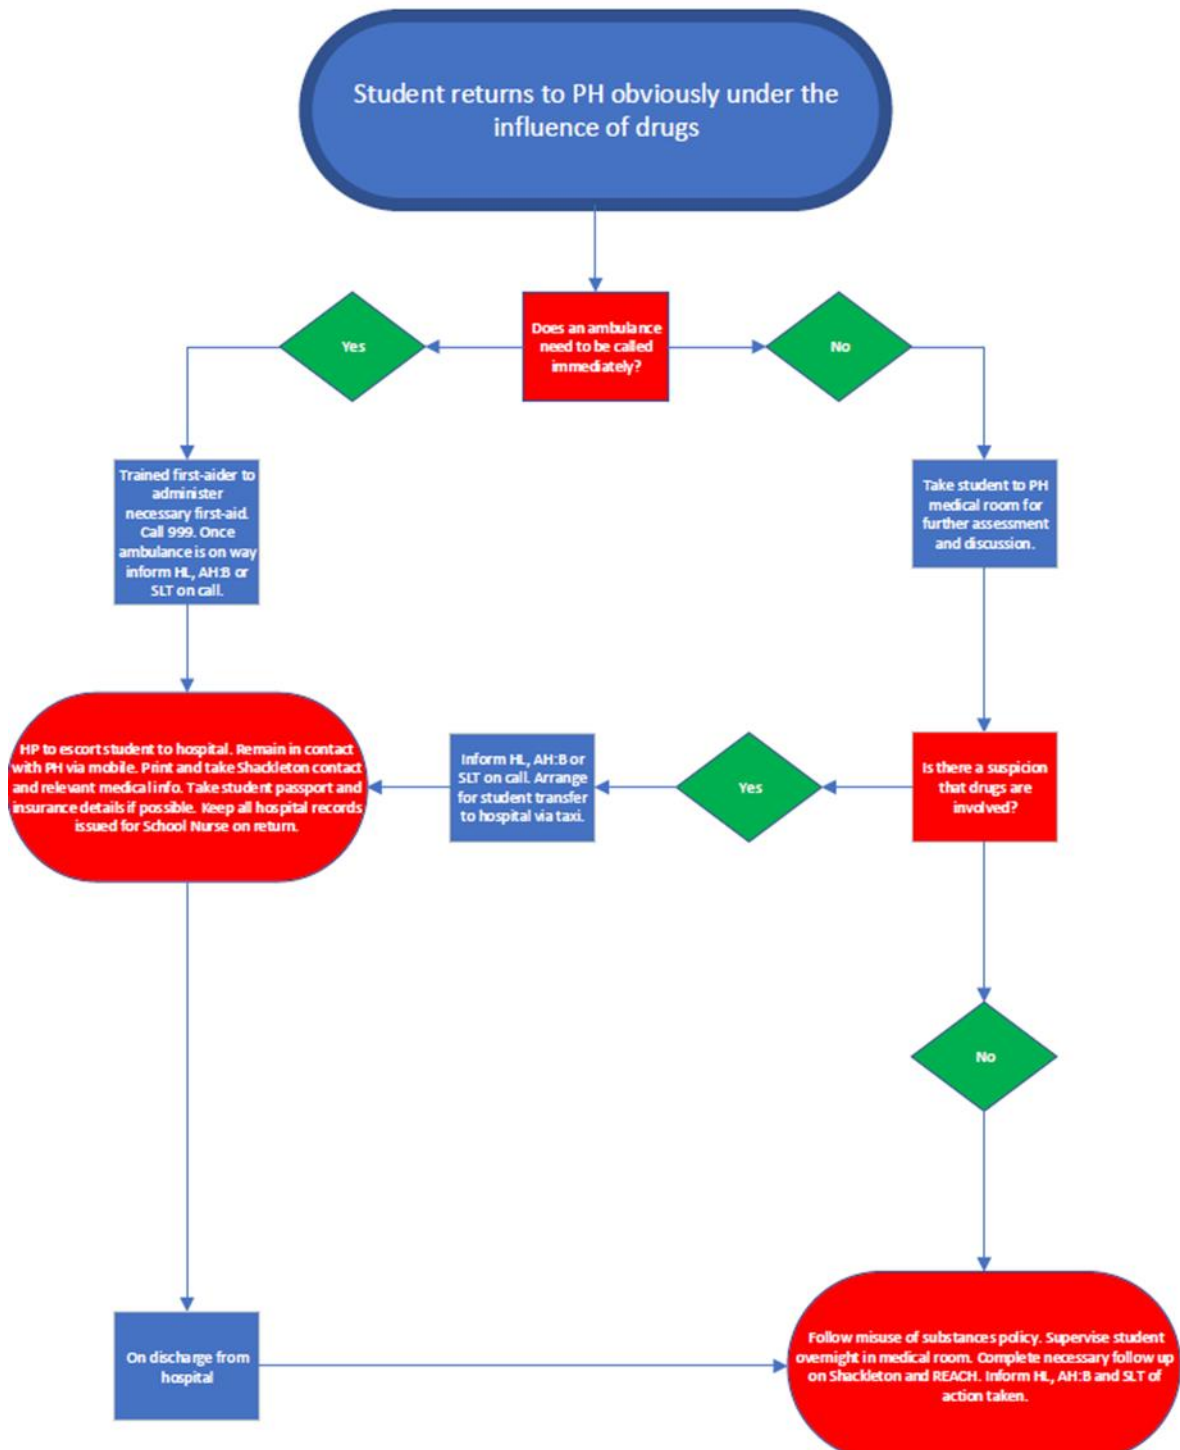 Student returns to PH obviously under the
influence of drugs
Does an ambulance
need to be called
immediately?
Yes
No
Trained first-aider to
administer
necessary first-aid.
Call 999. Once
ambulance is on way
inform HL, AH:B or
SLT on call.
Take student to PH
medical room for
further assessment
and discussion.
HP to escort student to hospital. Remain in contact
with PH via mobile. Print and take Shackleton contact
and relevant medical info. Take student passport and
insurance details if possible. Keep all hospital records
issued for School Nurse on return.
Inform HL, AH:B or
SLT on call. Arrange
for student transfer
to hospital via taxi.
Yes
Is there a suspicion
that drugs are
involved?
No
On discharge from
hospital
Follow misuse of substances policy. Supervise student
overnight in medical room. Complete necessary follow up
on Shackleton and REACH. Inform HL, AH:B and SLT of
action taken.